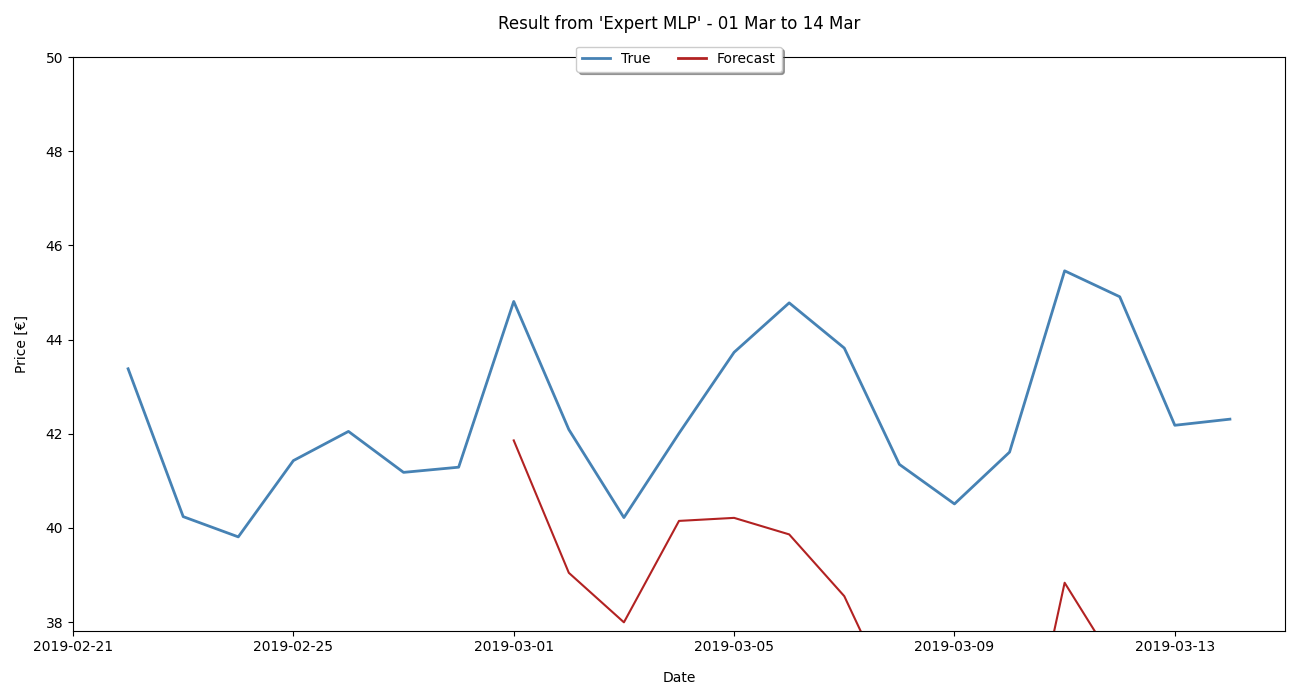 Result from 'Expert MLP' - 01 Mar to 14 Mar
True Forecast
50
48
46
44
42
40
38
Price [€]
2019-02-21 2019-02-25 2019-03-01 2019-03-05 2019-03-09 2019-03-13
Date